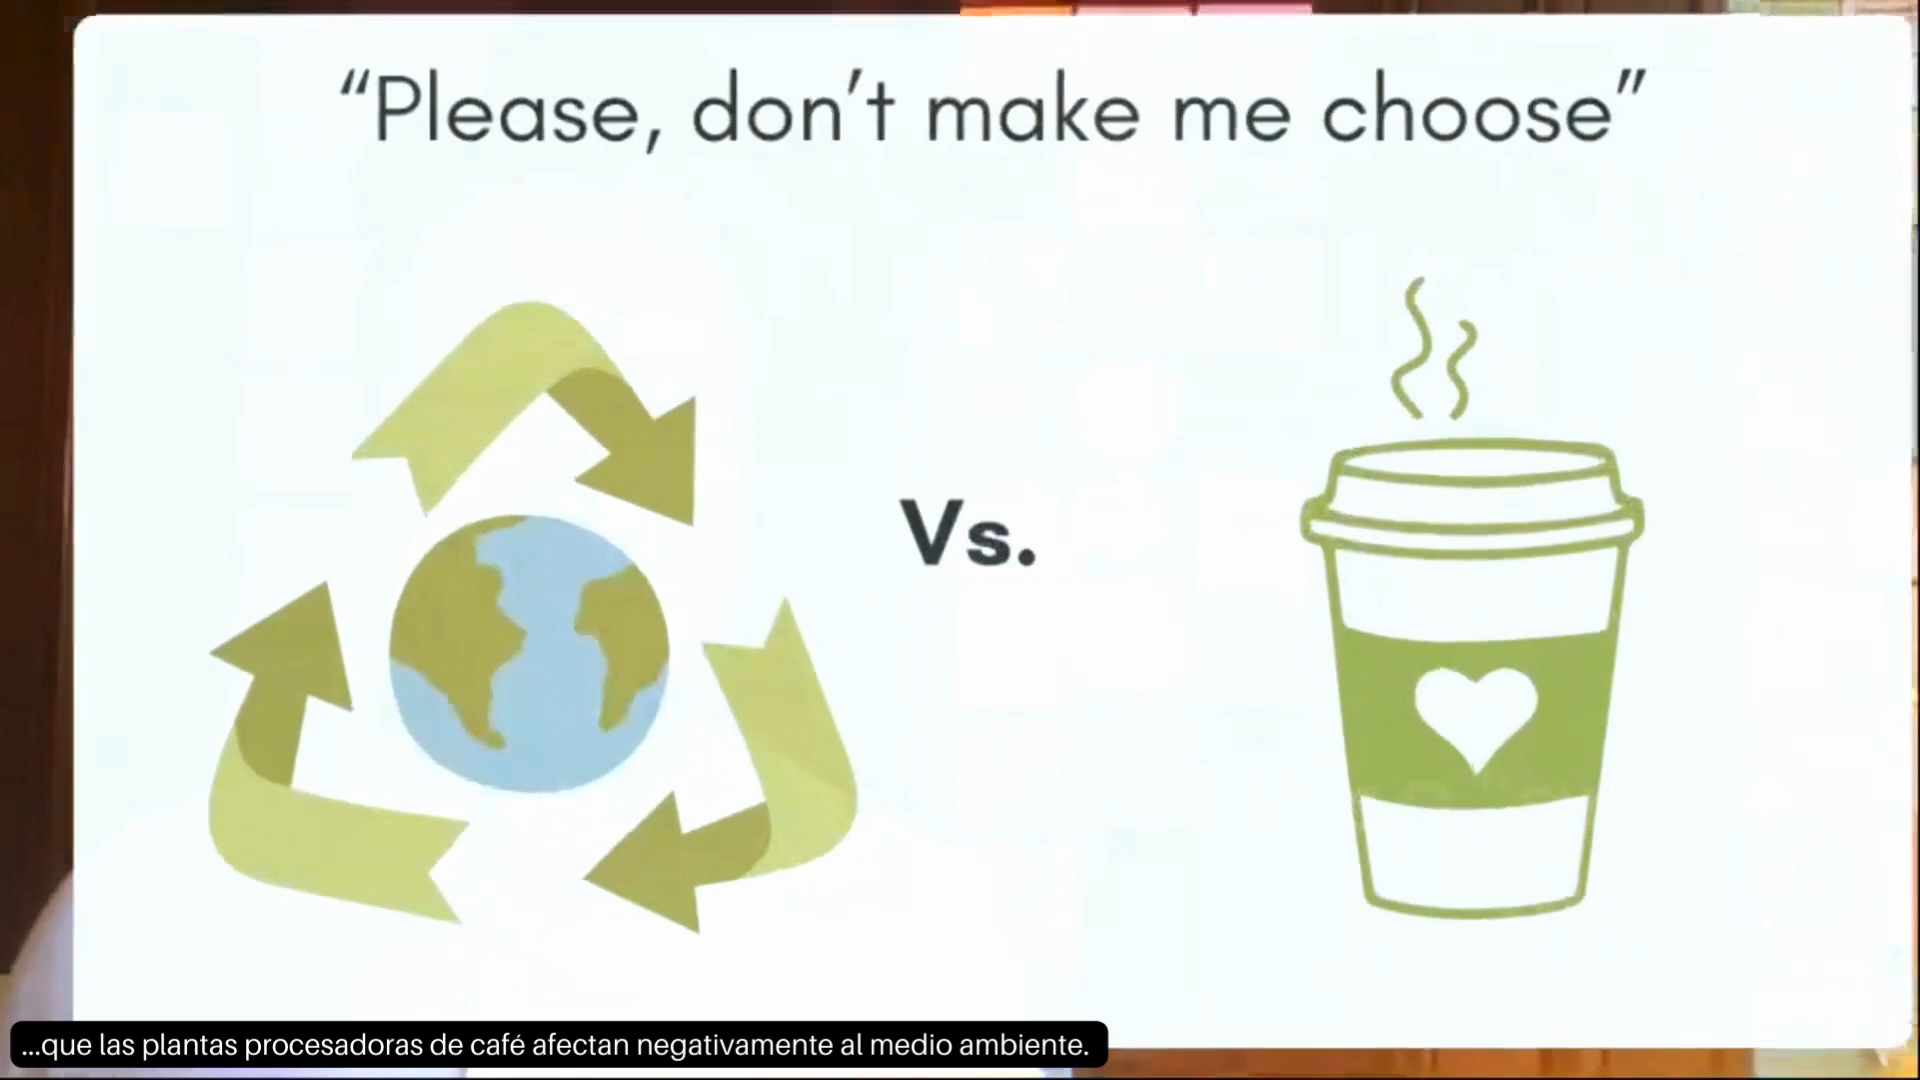 “Please, don’t make me choose”
Vs.
...que las plantas procesadoras de café afectan negativamente al medio ambiente.